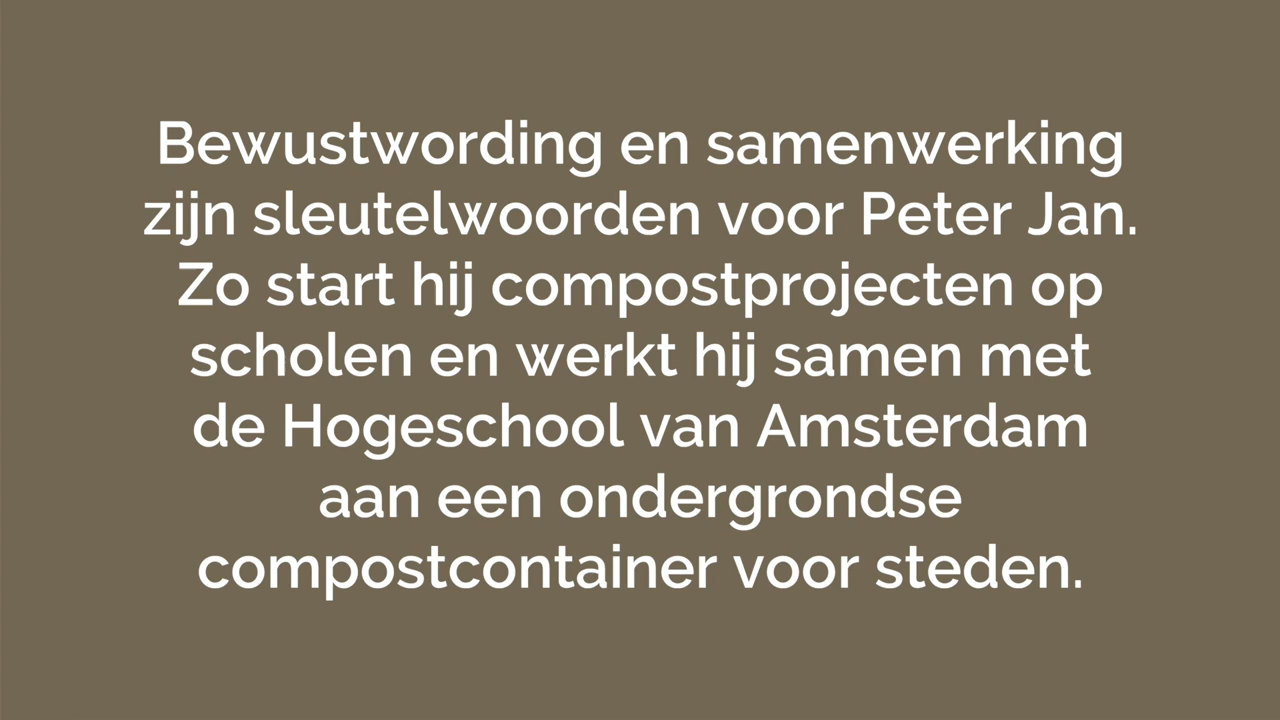 Bewustwording en samenwerking
zijn sleutelwoorden voor Peter Jan.
Zo start hij compostprojecten op
scholen en werkt hij samen met
de Hogeschool van Amsterdam
aan een ondergrondse
compostcontainer voor steden.